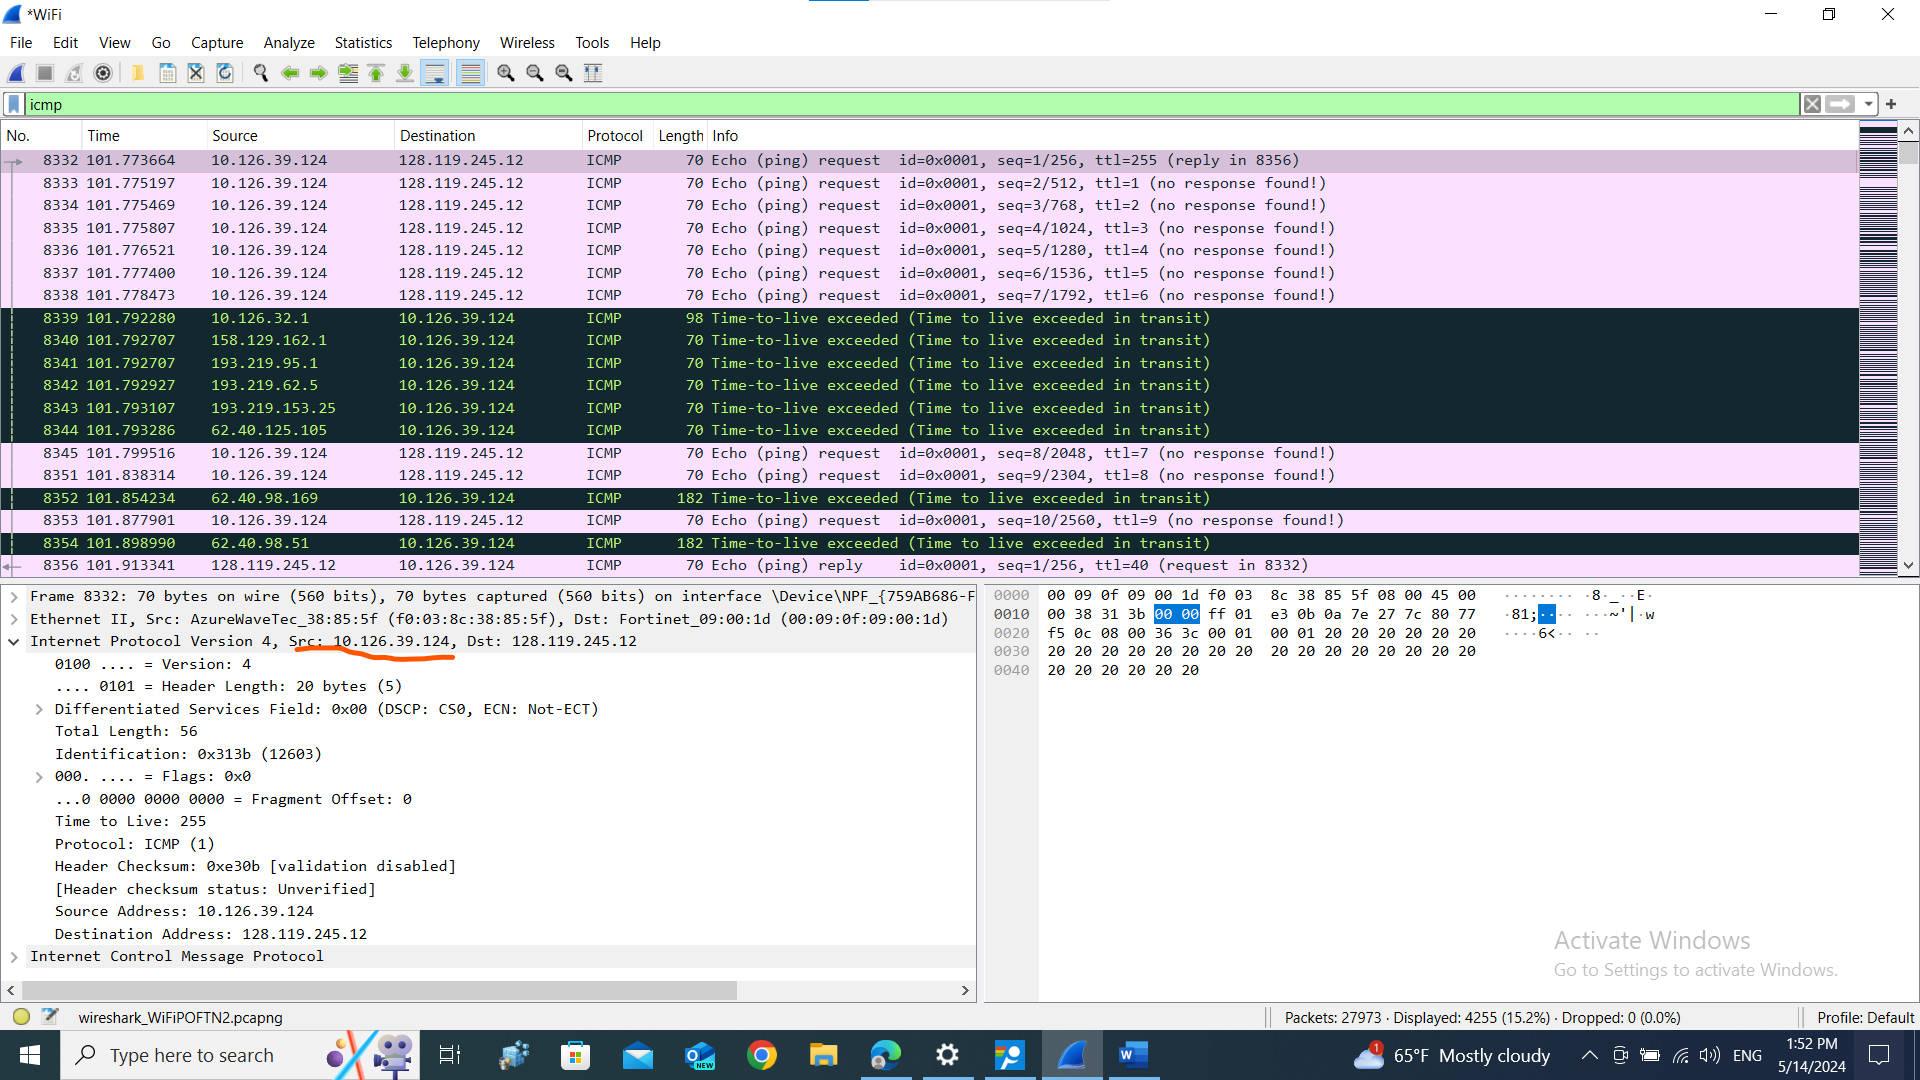 *WiFi
File Edit View Go Capture Analyze Statistics Telephony Wireless Tools Help
icmp
No. Time Source Destination Protocol Length Info
8332 101.773664 10.126.39.124 128.119.245.12 ICMP 70 Echo (ping) request id=0x0001, seq=1/256, ttl=255 (reply in 8356)
8333 101.775197 10.126.39.124 128.119.245.12 ICMP 70 Echo (ping) request id=0x0001, seq=2/512, ttl=1 (no response found!)
8334 101.775469 10.126.39.124 128.119.245.12 ICMP 70 Echo (ping) request id=0x0001, seq=3/768, ttl=2 (no response found!)
8335 101.775807 10.126.39.124 128.119.245.12 ICMP 70 Echo (ping) request id=0x0001, seq=4/1024, ttl=3 (no response found!)
8336 101.776521 10.126.39.124 128.119.245.12 ICMP 70 Echo (ping) request id=0x0001, seq=5/1280, ttl=4 (no response found!)
8337 101.777400 10.126.39.124 128.119.245.12 ICMP 70 Echo (ping) request id=0x0001, seq=6/1536, ttl=5 (no response found!)
8338 101.778473 10.126.39.124 128.119.245.12 ICMP 70 Echo (ping) request id=0x0001, seq=7/1792, ttl=6 (no response found!)
8339 101.792280 10.126.32.1 10.126.39.124 ICMP 98 Time-to-live exceeded (Time to live exceeded in transit)
8340 101.792707 158.129.162.1 10.126.39.124 ICMP 70 Time-to-live exceeded (Time to live exceeded in transit)
8341 101.792707 193.219.95.1 10.126.39.124 ICMP 70 Time-to-live exceeded (Time to live exceeded in transit)
8342 101.792927 193.219.62.5 10.126.39.124 ICMP 70 Time-to-live exceeded (Time to live exceeded in transit)
8343 101.793107 193.219.153.25 10.126.39.124 ICMP 70 Time-to-live exceeded (Time to live exceeded in transit)
8344 101.793286 62.40.125.105 10.126.39.124 ICMP 70 Time-to-live exceeded (Time to live exceeded in transit)
8345 101.799516 10.126.39.124 128.119.245.12 ICMP 70 Echo (ping) request id=0x0001, seq=8/2048, ttl=7 (no response found!)
8351 101.838314 10.126.39.124 128.119.245.12 ICMP 70 Echo (ping) request id=0x0001, seq=9/2304, ttl=8 (no response found!)
8352 101.854234 62.40.98.169 10.126.39.124 ICMP 182 Time-to-live exceeded (Time to live exceeded in transit)
8353 101.877901 10.126.39.124 128.119.245.12 ICMP 70 Echo (ping) request id=0x0001, seq=10/2560, ttl=9 (no response found!)
8354 101.898990 62.40.98.51 10.126.39.124 ICMP 182 Time-to-live exceeded (Time to live exceeded in transit)
8356 101.913341 128.119.245.12 10.126.39.124 ICMP 70 Echo (ping) reply id=0x0001, seq=1/256, ttl=40 (request in 8332)
Frame 8332: 70 bytes on wire (560 bits), 70 bytes captured (560 bits) on interface \Device\NPF_{759AB686-F
Ethernet II, Src: AzureWaveTec_38:85:5f (f0:03:8c:38:85:5f), Dst: Fortinet_09:00:1d (00:09:0f:09:00:1d)
Internet Protocol Version 4, Src: 10.126.39.124, Dst: 128.119.245.12
0100 .... = Version: 4
.... 0101 = Header Length: 20 bytes (5)
Differentiated Services Field: 0x00 (DSCP: CS0, ECN: Not-ECT)
Total Length: 56
Identification: 0x313b (12603)
000. .... = Flags: 0x0
...0 0000 0000 0000 = Fragment Offset: 0
Time to Live: 255
Protocol: ICMP (1)
Header Checksum: 0xe30b [validation disabled]
[Header checksum status: Unverified]
Source Address: 10.126.39.124
Destination Address: 128.119.245.12
Internet Control Message Protocol
0000 00 09 0f 09 00 1d f0 03 8c 38 85 5f 08 00 45 00 ········ ·8·_··E·
0010 00 38 31 3b 00 00 ff 01 e3 0b 0a 7e 27 7c 80 77 ·81;···· ···~'|·w
0020 f5 0c 08 00 36 3c 00 01 00 01 20 20 20 20 20 20 ····6<·· ··
0030 20 20 20 20 20 20 20 20 20 20 20 20 20 20 20 20
0040 20 20 20 20 20 20
Activate Windows
Go to Settings to activate Windows.
wireshark_WiFiPOFTN2.pcapng Packets: 27973 · Displayed: 4255 (15.2%) · Dropped: 0 (0.0%) Profile: Default
Type here to search NEW 1 65°F Mostly cloudy ENG 1:52 PM
5/14/2024